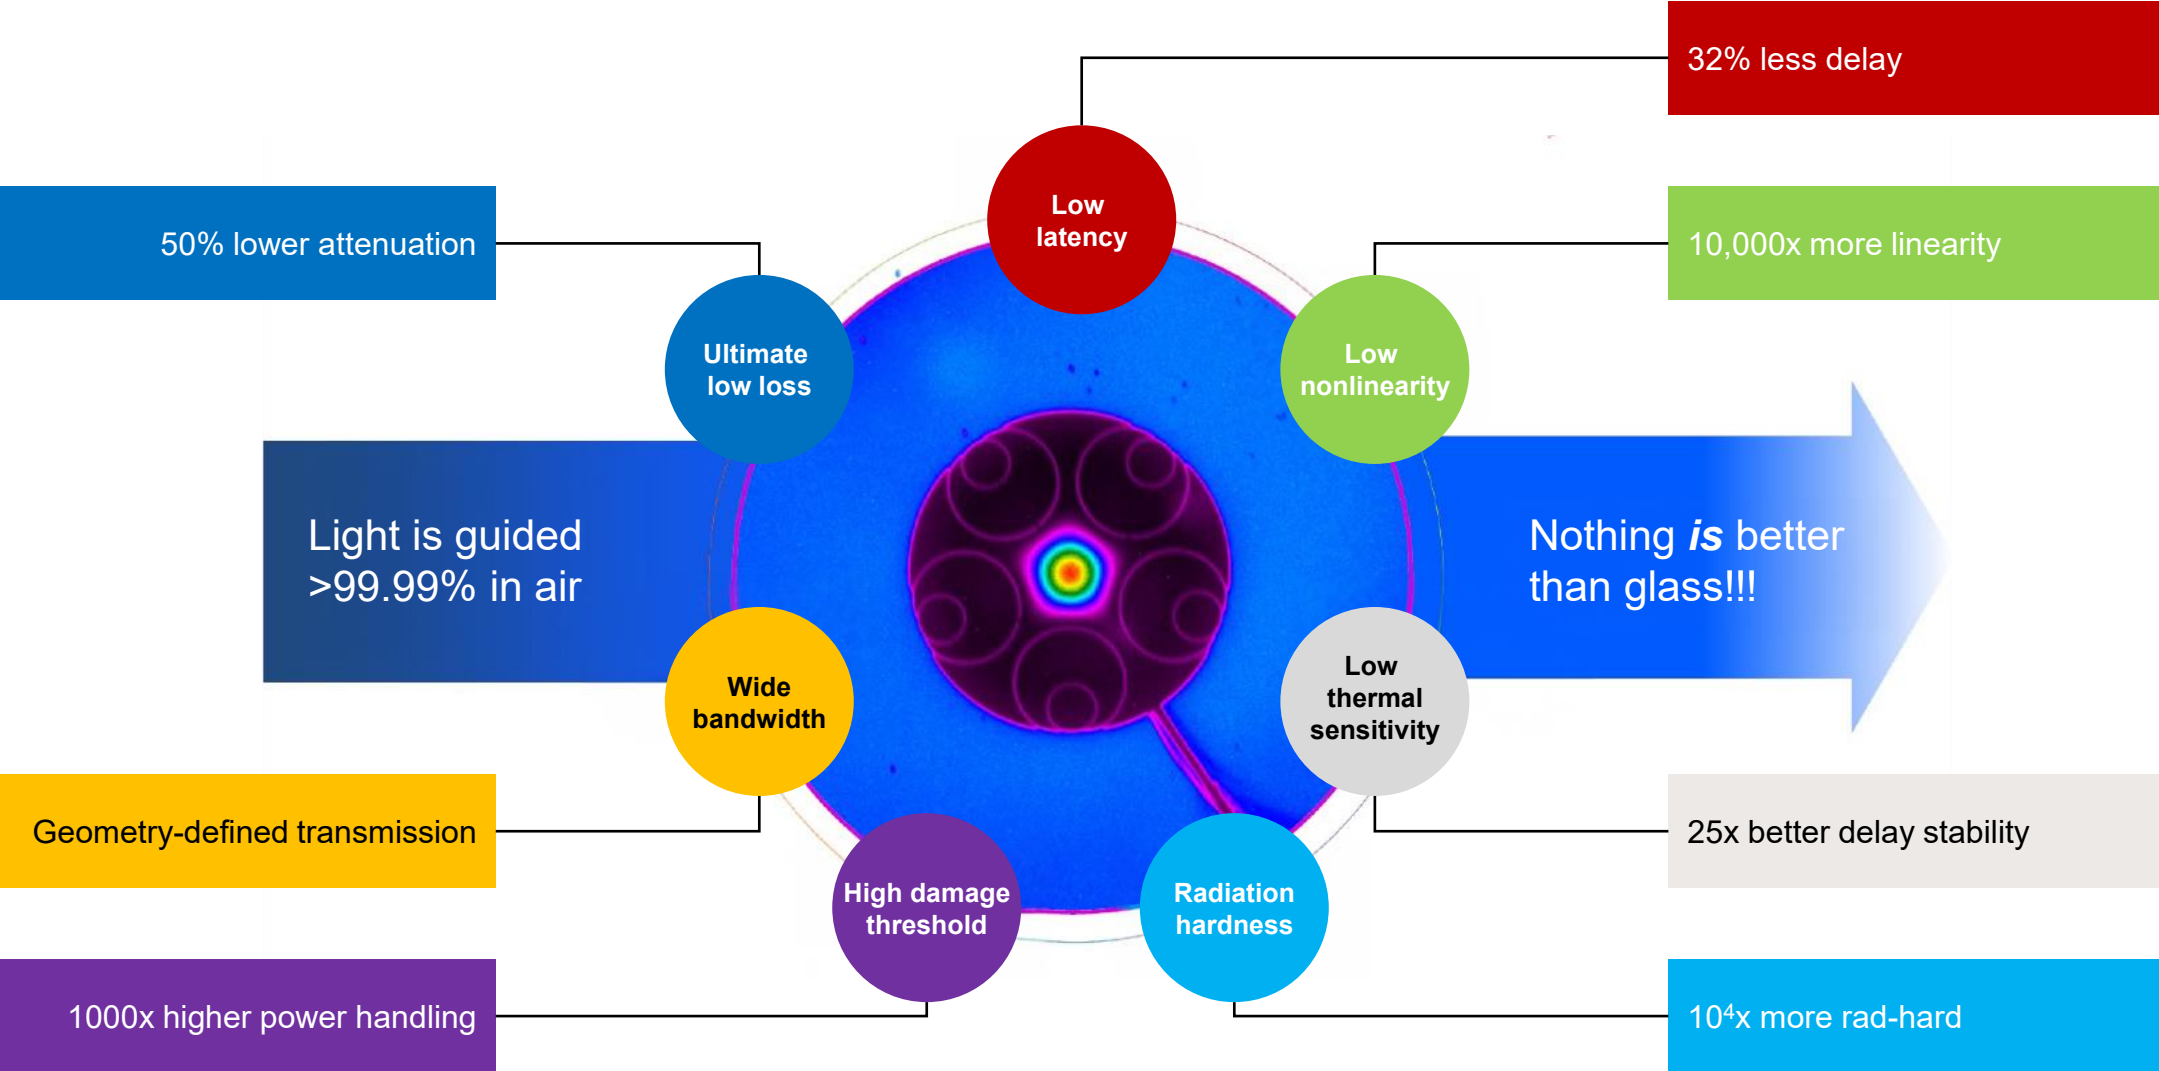 32% less delay
Low
latency
50% lower attenuation
10,000x more linearity
Ultimate
low loss
Low
nonlinearity
Light is guided
>99.99% in air
Nothing is better
than glass!!!
Wide
bandwidth
Low
thermal
sensitivity
Geometry-defined transmission
25x better delay stability
High damage
threshold
Radiation
hardness
1000x higher power handling
10⁴x more rad-hard